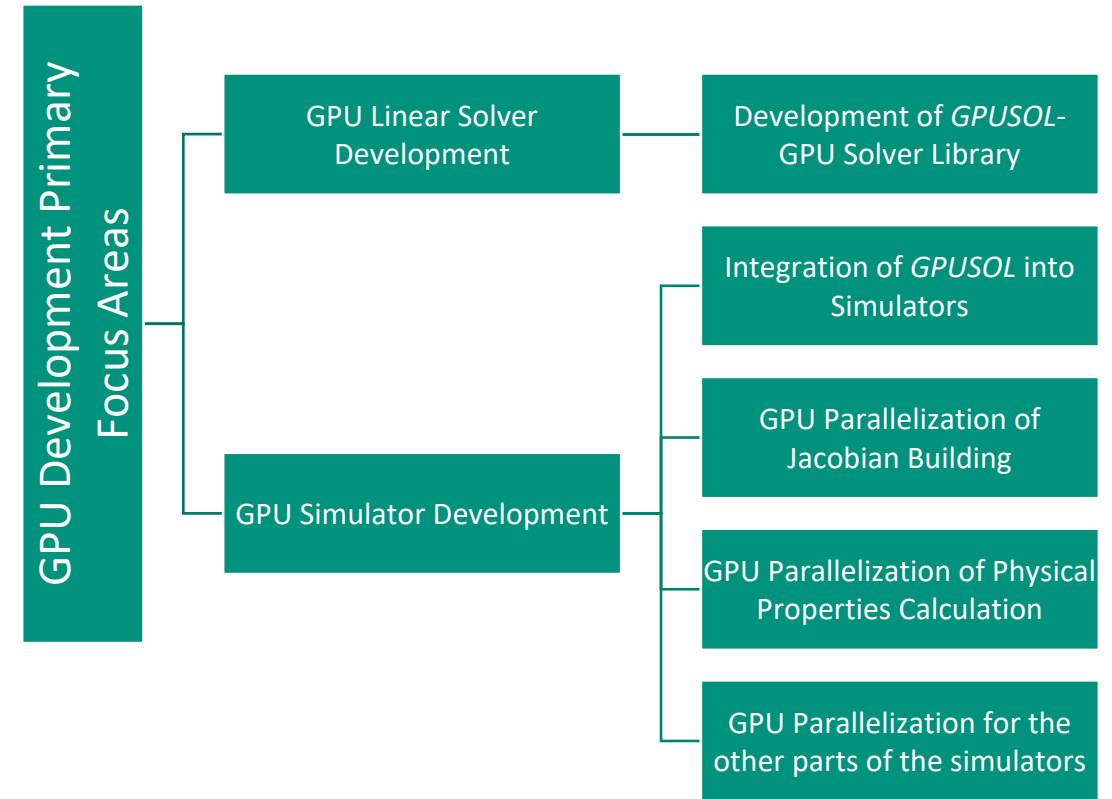 GPU Development Primary
Focus Areas
GPU Linear Solver
Development
Development of GPUSOL-
GPU Solver Library
GPU Simulator Development
Integration of GPUSOL into
Simulators
GPU Parallelization of
Jacobian Building
GPU Parallelization of Physical
Properties Calculation
GPU Parallelization for the
other parts of the simulators